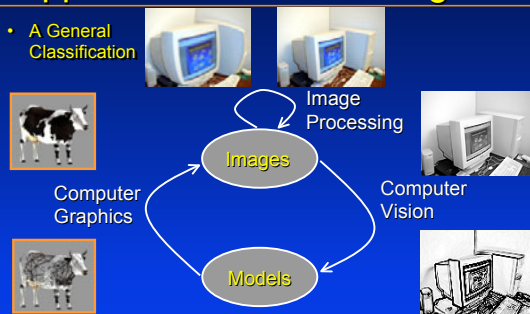 • A General
Classification
Image
Processing
Images
Computer
Graphics
Computer
Vision
Models